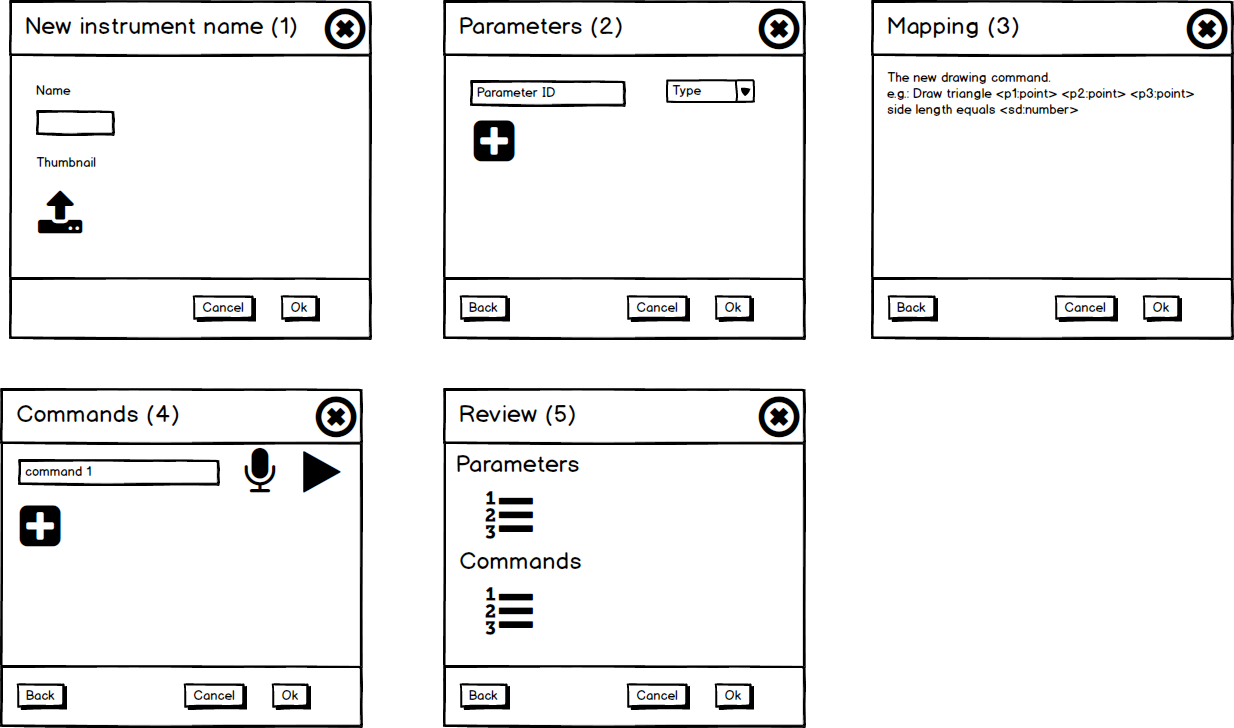 New instrument name (1)
Name
Thumbnail
Cancel
Ok
Parameters (2)
Parameter ID
Type
Back
Cancel
Ok
Mapping (3)
The new drawing command.
e.g.: Draw triangle <p1:point> <p2:point> <p3:point>
side length equals <sd:number>
Back
Cancel
Ok
Commands (4)
command 1
Back
Cancel
Ok
Review (5)
Parameters
1
2
3
Commands
1
2
3
Back
Cancel
Ok